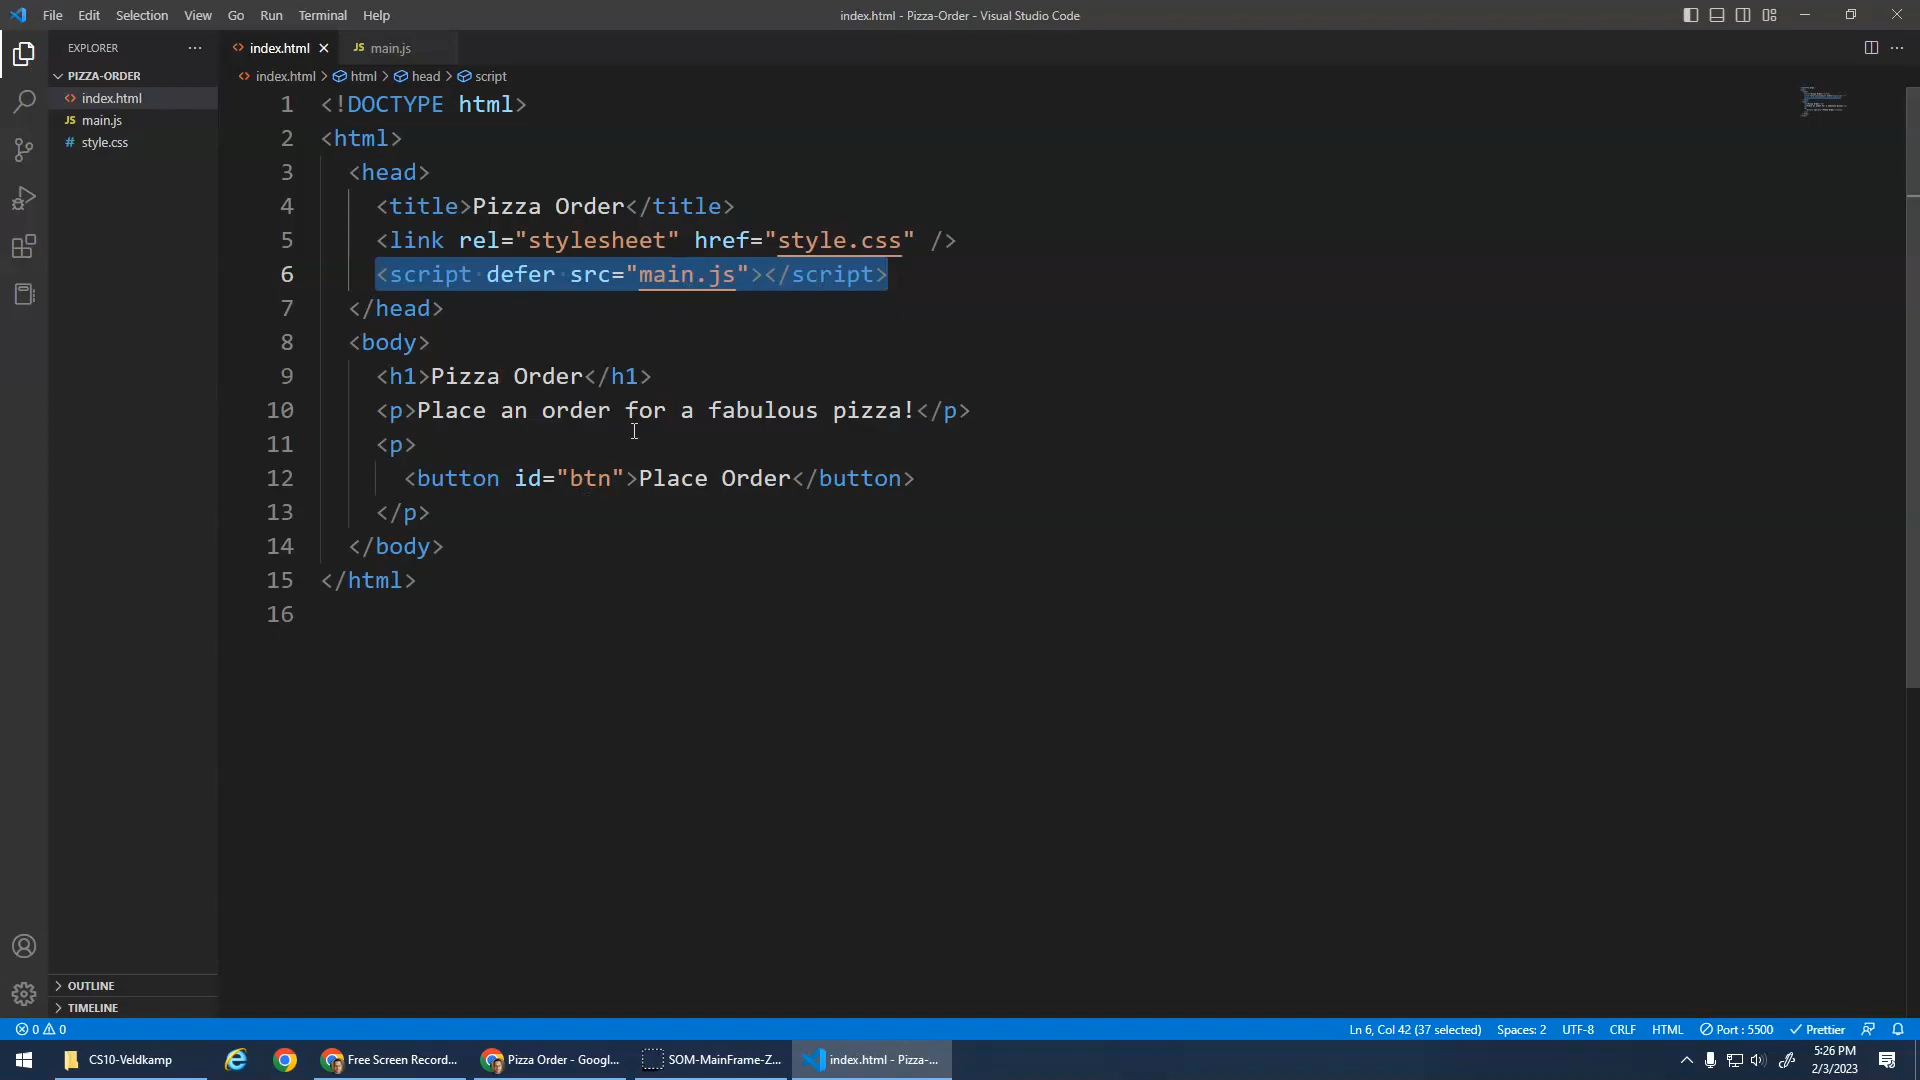 File Edit Selection View Go Run Terminal Help
index.html - Pizza-Order - Visual Studio Code
EXPLORER
PIZZA-ORDER
index.html
JS main.js
# style.css
OUTLINE
TIMELINE
index.html
JS main.js
index.html > html > head > script
1 <!DOCTYPE html>
2 <html>
3 <head>
4 <title>Pizza Order</title>
5 <link rel="stylesheet" href="style.css" />
6 <script defer src="main.js"></script>
7 </head>
8 <body>
9 <h1>Pizza Order</h1>
10 <p>Place an order for a fabulous pizza!</p>
11 <p>
12 <button id="btn">Place Order</button>
13 </p>
14 </body>
15 </html>
16
0 0
Ln 6, Col 42 (37 selected) Spaces: 2 UTF-8 CRLF HTML Port : 5500 Prettier
CS10-Veldkamp
Free Screen Record...
Pizza Order - Googl...
SOM-MainFrame-Z...
index.html - Pizza-...
5:26 PM
2/3/2023